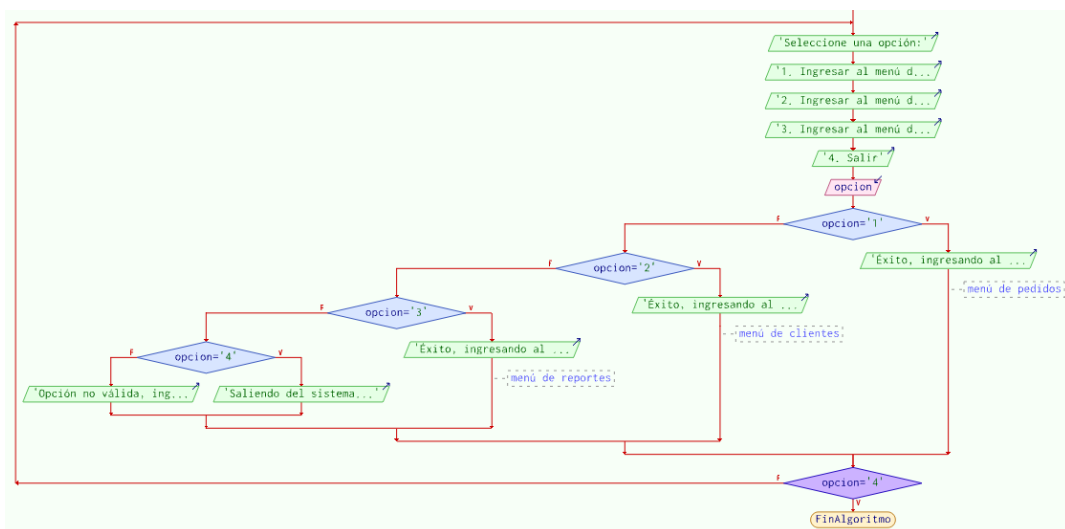 'Seleccione una opción:'
'1. Ingresar al menú d...
'2. Ingresar al menú d...
'3. Ingresar al menú d...
'4. Salir'
opcion
F
opcion='1'
V
'Éxito, ingresando al ...
menú de pedidos
F
opcion='2'
V
'Éxito, ingresando al ...
menú de clientes
F
opcion='3'
V
'Éxito, ingresando al ...
menú de reportes
F
opcion='4'
V
'Opción no válida, ing...
'Saliendo del sistema...'
F
opcion='4'
V
FinAlgoritmo